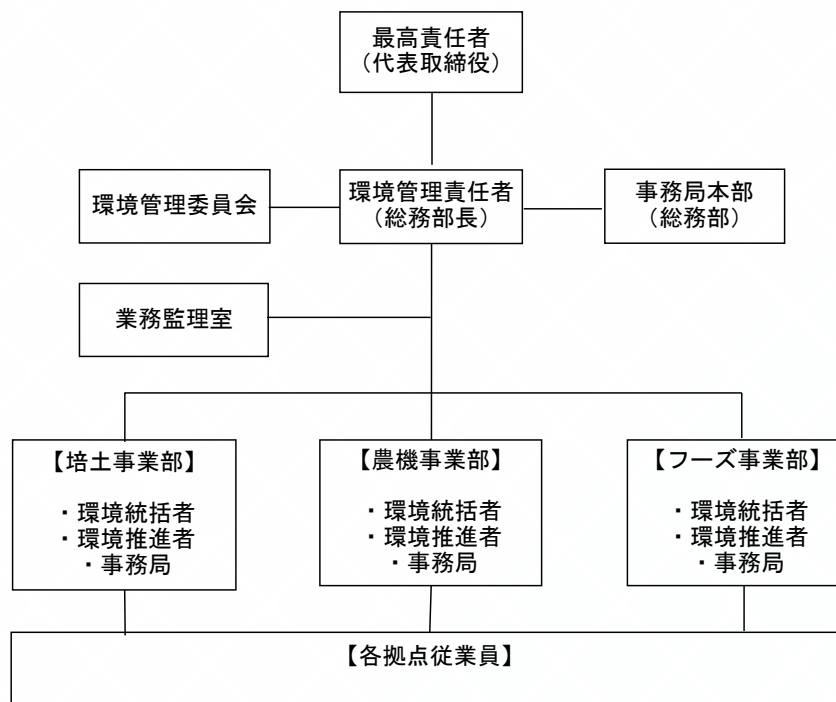 最高責任者
（代表取締役）
環境管理委員会
環境管理責任者
（総務部長）
事務局本部
（総務部）
業務監理室
【培土事業部】
・環境統括者
・環境推進者
・事務局
【農機事業部】
・環境統括者
・環境推進者
・事務局
【フーズ事業部】
・環境統括者
・環境推進者
・事務局
【各拠点従業員】